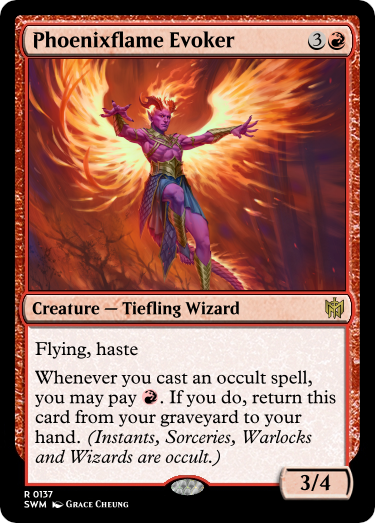 Phoenixflame Evoker 3
Creature — Tiefling Wizard
Flying, haste
Whenever you cast an occult spell,
you may pay . If you do, return this
card from your graveyard to your
hand. (Instants, Sorceries, Warlocks
and Wizards are occult.)
3/4
R 0137
SWM Grace Cheung